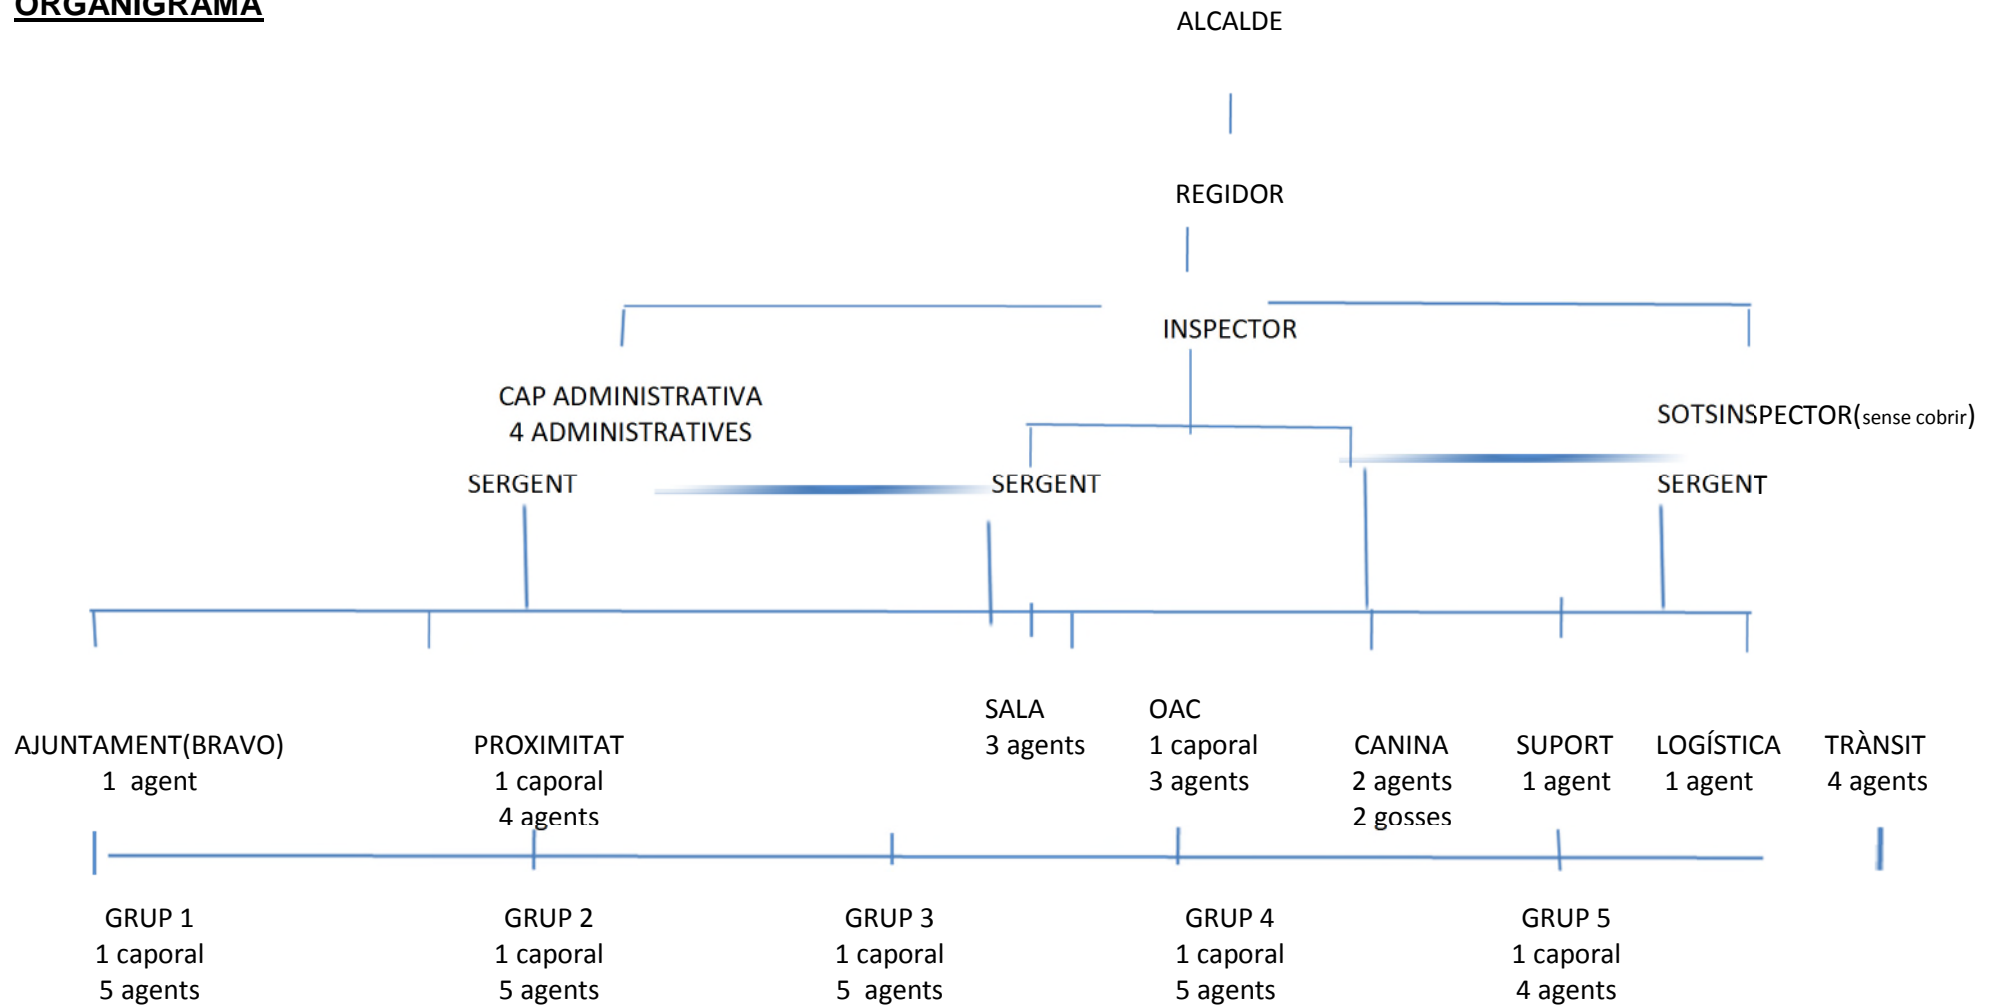 ORGANIGRAMA
ALCALDE
REGIDOR
INSPECTOR
CAP ADMINISTRATIVA
4 ADMINISTRATIVES
SOTSINSPECTOR(sense cobrir)
SERGENT
SERGENT
SERGENT
AJUNTAMENT(BRAVO)
1 agent
PROXIMITAT
1 caporal
4 agents
SALA
3 agents
OAC
1 caporal
3 agents
CANINA
2 agents
2 gosses
SUPORT
1 agent
LOGÍSTICA
1 agent
TRÀNSIT
4 agents
GRUP 1
1 caporal
5 agents
GRUP 2
1 caporal
5 agents
GRUP 3
1 caporal
5 agents
GRUP 4
1 caporal
5 agents
GRUP 5
1 caporal
4 agents